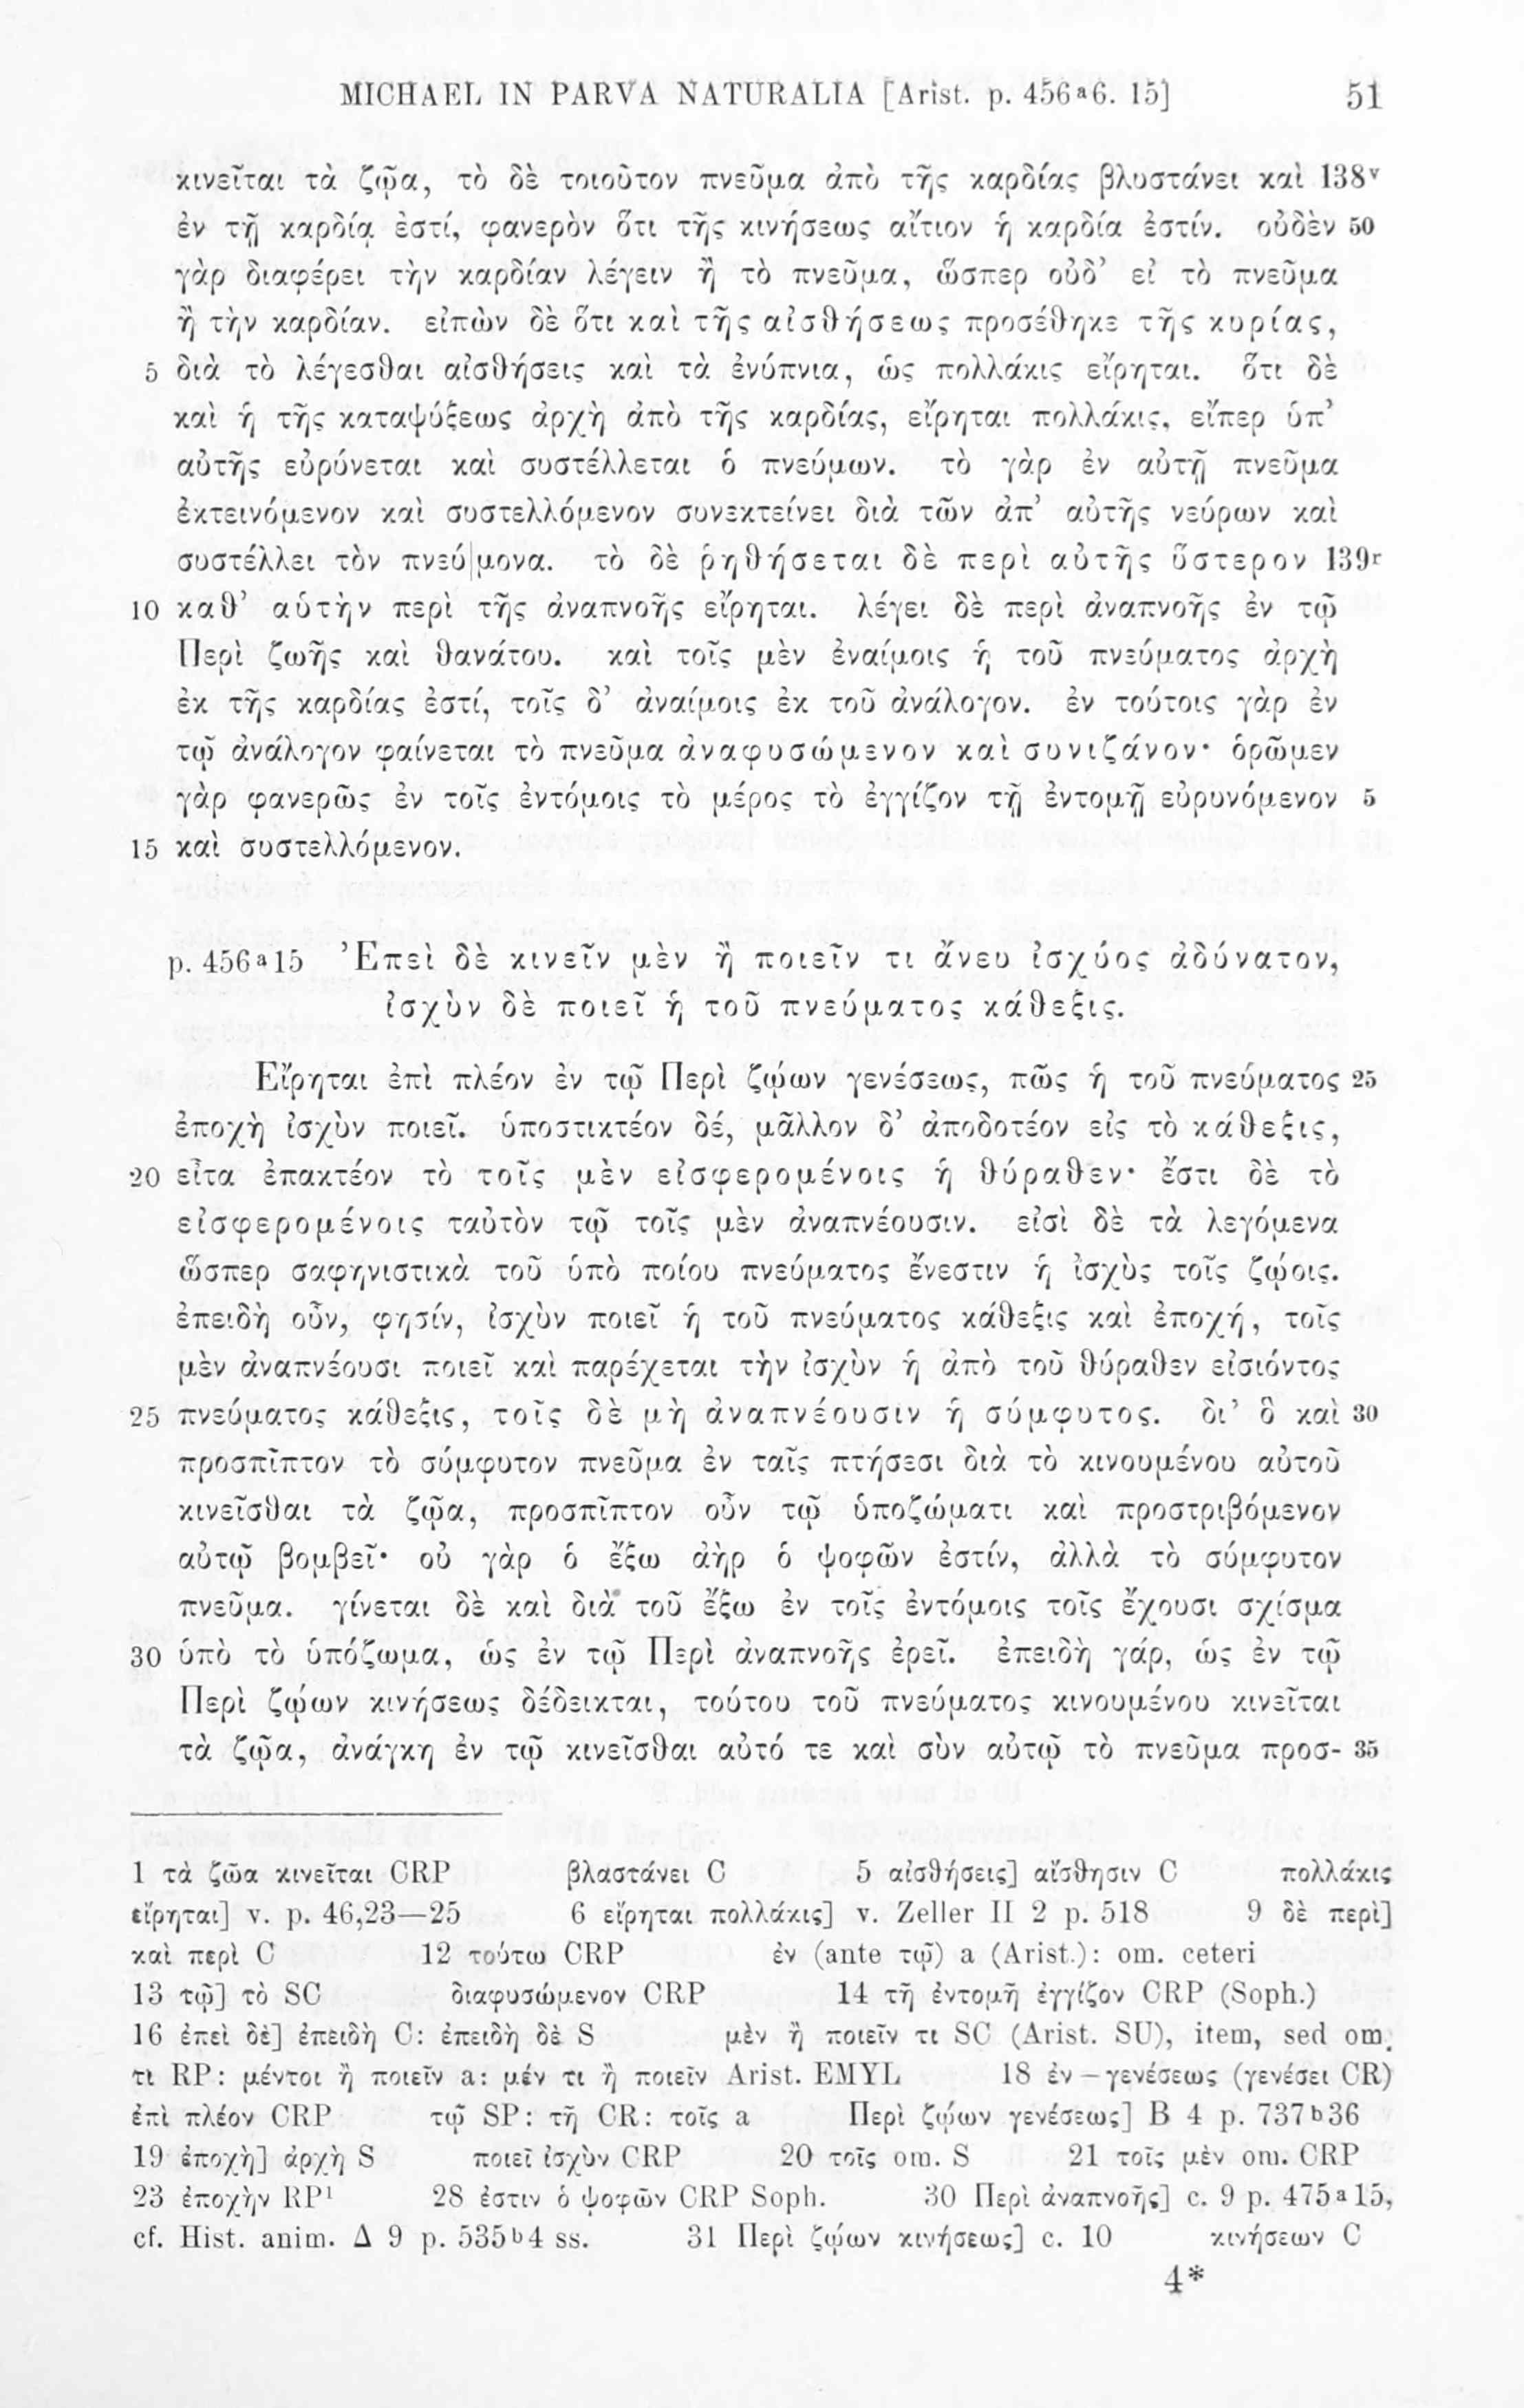 MICHAEL IN PARVA NATURALIA [Arist. p. 456ª6. 15] 51
κινεῖται τὰ ζῷα, τὸ δὲ τοιοῦτον πνεῦμα ἀπὸ τῆς καρδίας βλυστάνει καὶ 138ᵛ
ἐν τῇ καρδίᾳ ἐστί, φανερὸν ὅτι τῆς κινήσεως αἴτιον ἡ καρδία ἐστίν. οὐδὲν 50
γὰρ διαφέρει τὴν καρδίαν λέγειν ἢ τὸ πνεῦμα, ὥσπερ οὐδ’ εἰ τὸ πνεῦμα
ἢ τὴν καρδίαν. εἰπὼν δὲ ὅτι καὶ τῆς αἰσθήσεως προσέθηκε τῆς κυρίας,
5 διὰ τὸ λέγεσθαι αἰσθήσεις καὶ τὰ ἐνύπνια, ὡς πολλάκις εἴρηται. ὅτι δὲ
καὶ ἡ τῆς καταψύξεως ἀρχὴ ἀπὸ τῆς καρδίας, εἴρηται πολλάκις, εἴπερ ὑπ’
αὐτῆς εὐρύνεται καὶ συστέλλεται ὁ πνεύμων. τὸ γὰρ ἐν αὐτῇ πνεῦμα
ἐκτεινόμενον καὶ συστελλόμενον συνεκτείνει διὰ τῶν ἀπ’ αὐτῆς νεύρων καὶ
συστέλλει τὸν πνεύ|μονα. τὸ δὲ ῥηθήσεται δὲ περὶ αὐτῆς ὕστερον 139ʳ
10 καθ’ αὑτὴν περὶ τῆς ἀναπνοῆς εἴρηται. λέγει δὲ περὶ ἀναπνοῆς ἐν τῷ
Περὶ ζωῆς καὶ θανάτου. καὶ τοῖς μὲν ἐναίμοις ἡ τοῦ πνεύματος ἀρχὴ
ἐκ τῆς καρδίας ἐστί, τοῖς δ’ ἀναίμοις ἐκ τοῦ ἀνάλογον. ἐν τούτοις γὰρ ἐν
τῷ ἀνάλογον φαίνεται τὸ πνεῦμα ἀναφυσώμενον καὶ συνιζάνον· ὁρῶμεν
γὰρ φανερῶς ἐν τοῖς ἐντόμοις τὸ μέρος τὸ ἐγγίζον τῇ ἐντομῇ εὐρυνόμενον 5
15 καὶ συστελλόμενον.
p. 456ª15 Ἐπεὶ δὲ κινεῖν μὲν ἢ ποιεῖν τι ἄνευ ἰσχύος ἀδύνατον,
ἰσχὺν δὲ ποιεῖ ἡ τοῦ πνεύματος κάθεξις.
Εἴρηται ἐπὶ πλέον ἐν τῷ Περὶ ζῴων γενέσεως, πῶς ἡ τοῦ πνεύματος 25
ἐποχὴ ἰσχὺν ποιεῖ. ὑποστικτέον δέ, μᾶλλον δ’ ἀποδοτέον εἰς τὸ κάθεξις,
20 εἶτα ἐπακτέον τὸ τοῖς μὲν εἰσφερομένοις ἡ θύραθεν· ἔστι δὲ τὸ
εἰσφερομένοις ταὐτὸν τῷ τοῖς μὲν ἀναπνέουσιν. εἰσὶ δὲ τὰ λεγόμενα
ὥσπερ σαφηνιστικὰ τοῦ ὑπὸ ποίου πνεύματος ἔνεστιν ἡ ἰσχὺς τοῖς ζῴοις.
ἐπειδὴ οὖν, φησίν, ἰσχὺν ποιεῖ ἡ τοῦ πνεύματος κάθεξις καὶ ἐποχή, τοῖς
μὲν ἀναπνέουσι ποιεῖ καὶ παρέχεται τὴν ἰσχὺν ἡ ἀπὸ τοῦ θύραθεν εἰσιόντος
25 πνεύματος κάθεξις, τοῖς δὲ μὴ ἀναπνέουσιν ἡ σύμφυτος. δι’ ὃ καὶ 30
προσπῖπτον τὸ σύμφυτον πνεῦμα ἐν ταῖς πτήσεσι διὰ τὸ κινουμένου αὐτοῦ
κινεῖσθαι τὰ ζῷα, προσπῖπτον οὖν τῷ ὑποζώματι καὶ προστριβόμενον
αὐτῷ βομβεῖ· οὐ γὰρ ὁ ἔξω ἀὴρ ὁ ψοφῶν ἐστίν, ἀλλὰ τὸ σύμφυτον
πνεῦμα. γίνεται δὲ καὶ διὰ τοῦ ἔξω ἐν τοῖς ἐντόμοις τοῖς ἔχουσι σχίσμα
30 ὑπὸ τὸ ὑπόζωμα, ὡς ἐν τῷ Περὶ ἀναπνοῆς ἐρεῖ. ἐπειδὴ γάρ, ὡς ἐν τῷ
Περὶ ζῴων κινήσεως δέδεικται, τούτου τοῦ πνεύματος κινουμένου κινεῖται
τὰ ζῷα, ἀνάγκη ἐν τῷ κινεῖσθαι αὐτό τε καὶ σὺν αὐτῷ τὸ πνεῦμα προσ- 35
1 τὰ ζῶα κινεῖται CRP βλαστάνει C 5 αἰσθήσεις] αἴσθησιν C πολλάκις
εἴρηται] v. p. 46,23—25 6 εἴρηται πολλάκις] v. Zeller II 2 p. 518 9 δὲ περὶ]
καὶ περὶ C 12 τούτω CRP ἐν (ante τῷ) a (Arist.): om. ceteri
13 τῷ] τὸ SC διαφυσώμενον CRP 14 τῆ ἐντομῆ ἐγγίζον CRP (Soph.)
16 ἐπεὶ δὲ] ἐπειδὴ C: ἐπειδὴ δὲ S μὲν ἢ ποιεῖν τι SC (Arist. SU), item, sed om.
τι RP: μέντοι ἢ ποιεῖν a: μέν τι ἢ ποιεῖν Arist. EMYL 18 ἐν — γενέσεως (γενέσει CR)
ἐπὶ πλέον CRP τῷ SP: τῆ CR: τοῖς a Περὶ ζῴων γενέσεως] B 4 p. 737ᵇ36
19 ἐποχὴ] ἀρχὴ S ποιεῖ ἰσχὺν CRP 20 τοῖς om. S 21 τοῖς μὲν om. CRP
23 ἐποχὴν RP¹ 28 ἐστιν ὁ ψοφῶν CRP Soph. 30 Περὶ ἀναπνοῆς] c. 9 p. 475ª15,
cf. Hist. anim. Δ 9 p. 535ᵇ4 ss. 31 Περὶ ζῴων κινήσεως] c. 10 κινήσεων C
4*